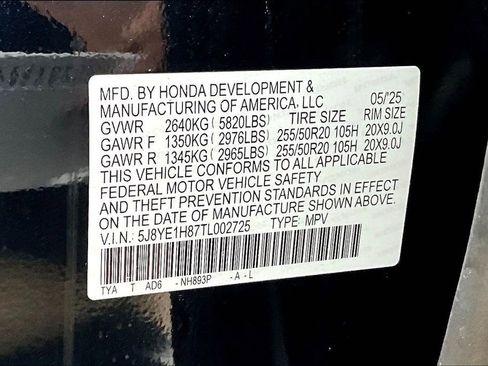 MFD. BY HONDA DEVELOPMENT &
MANUFACTURING OF AMERICA, LLC 05/'25
GVWR 2640KG ( 5820LBS) TIRE SIZE RIM SIZE
GAWR F 1350KG ( 2976LBS) 255/50R20 105H 20X9.0J
GAWR R 1345KG ( 2965LBS) 255/50R20 105H 20X9.0J
THIS VEHICLE CONFORMS TO ALL APPLICABLE
FEDERAL MOTOR VEHICLE SAFETY
AND THEFT PREVENTION STANDARDS IN EFFECT
ON THE DATE OF MANUFACTURE SHOWN ABOVE.
V.I.N.: 5J8YE1H87TL002725 TYPE: MPV
TYA T AD6 - NH893P - A - L